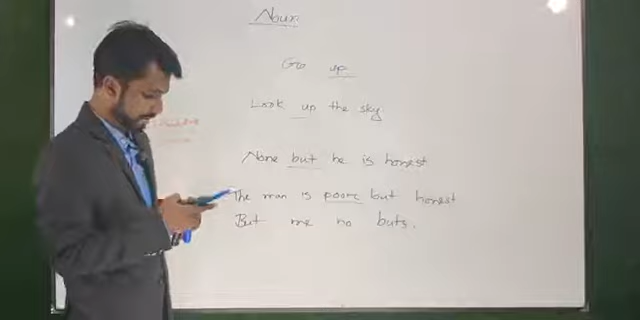 Noun
Go up
Look up the sky
None but he is honest
The man is poore but honest
But me no buts.